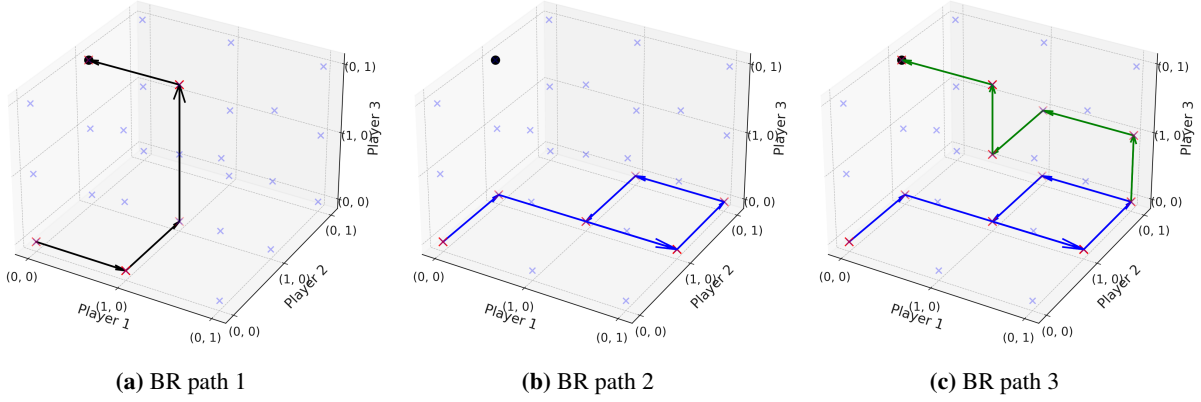 (0, 1)
(1, 0)
Player 3
(0, 0)
(0, 1)
(1, 0)
Player 2
(0, 0)
(0, 0)
(1, 0)
Player 1
(0, 1)
(a) BR path 1
(0, 1)
(1, 0)
Player 3
(0, 0)
(0, 1)
(1, 0)
Player 2
(0, 0)
(0, 0)
(1, 0)
Player 1
(0, 1)
(b) BR path 2
(0, 1)
(1, 0)
Player 3
(0, 0)
(0, 1)
(1, 0)
Player 2
(0, 0)
(0, 0)
(1, 0)
Player 1
(0, 1)
(c) BR path 3